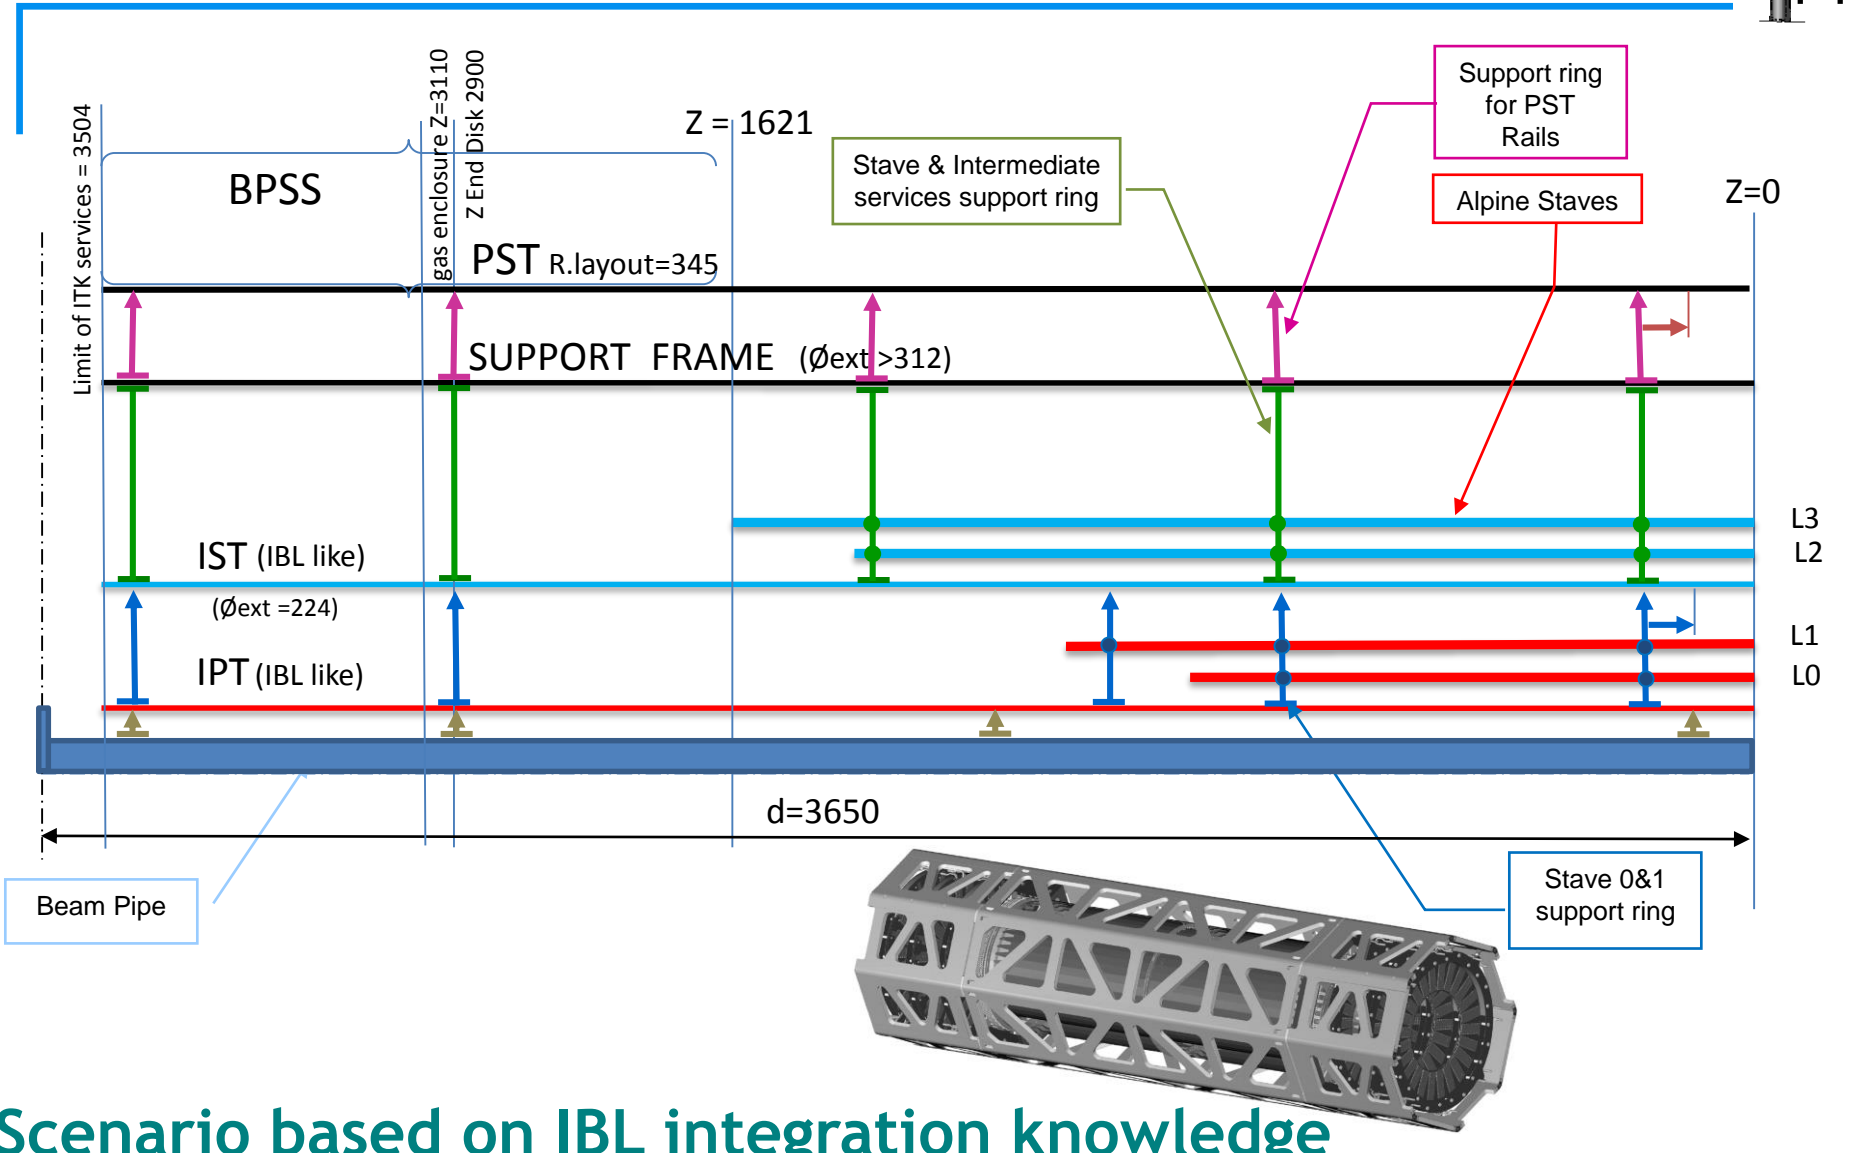 Limit of ITK services = 3504
gas enclosure Z=3110
Z End Disk 2900
Z = 1621
Support ring
for PST
Rails
Stave & Intermediate
services support ring
Alpine Staves
Z=0
BPSS
PST R.layout=345
SUPPORT FRAME (Øext >312)
L3
L2
IST (IBL like)
(Øext =224)
L1
L0
IPT (IBL like)
d=3650
Beam Pipe
Stave 0&1
support ring
Scenario based on IBL integration knowledge